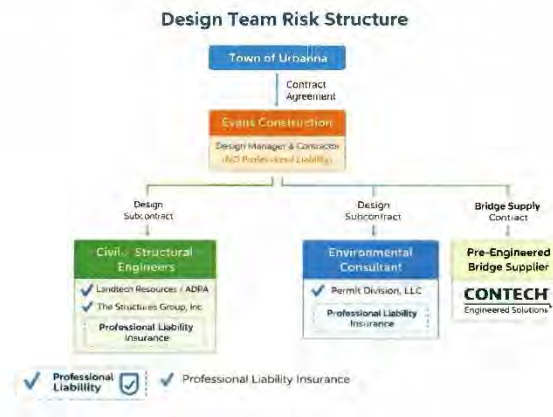 Design Team Risk Structure
Town of Urbanna
Contract
Agreement
Evans Construction
Design Manager & Contractor
(NO Professional Liability)
Design
Subcontract
Design
Subcontract
Bridge Supply
Contract
Civil - Structural
Engineers
Landtech Resources / ADPA
The Structures Group, Inc
Professional Liability
Insurance
Environmental
Consultant
Permit Division, LLC
Professional Liability
Insurance
Pre-Engineered
Bridge Supplier
CONTECH
Engineered Solutions
Professional
Liabillity
Professional Liability Insurance